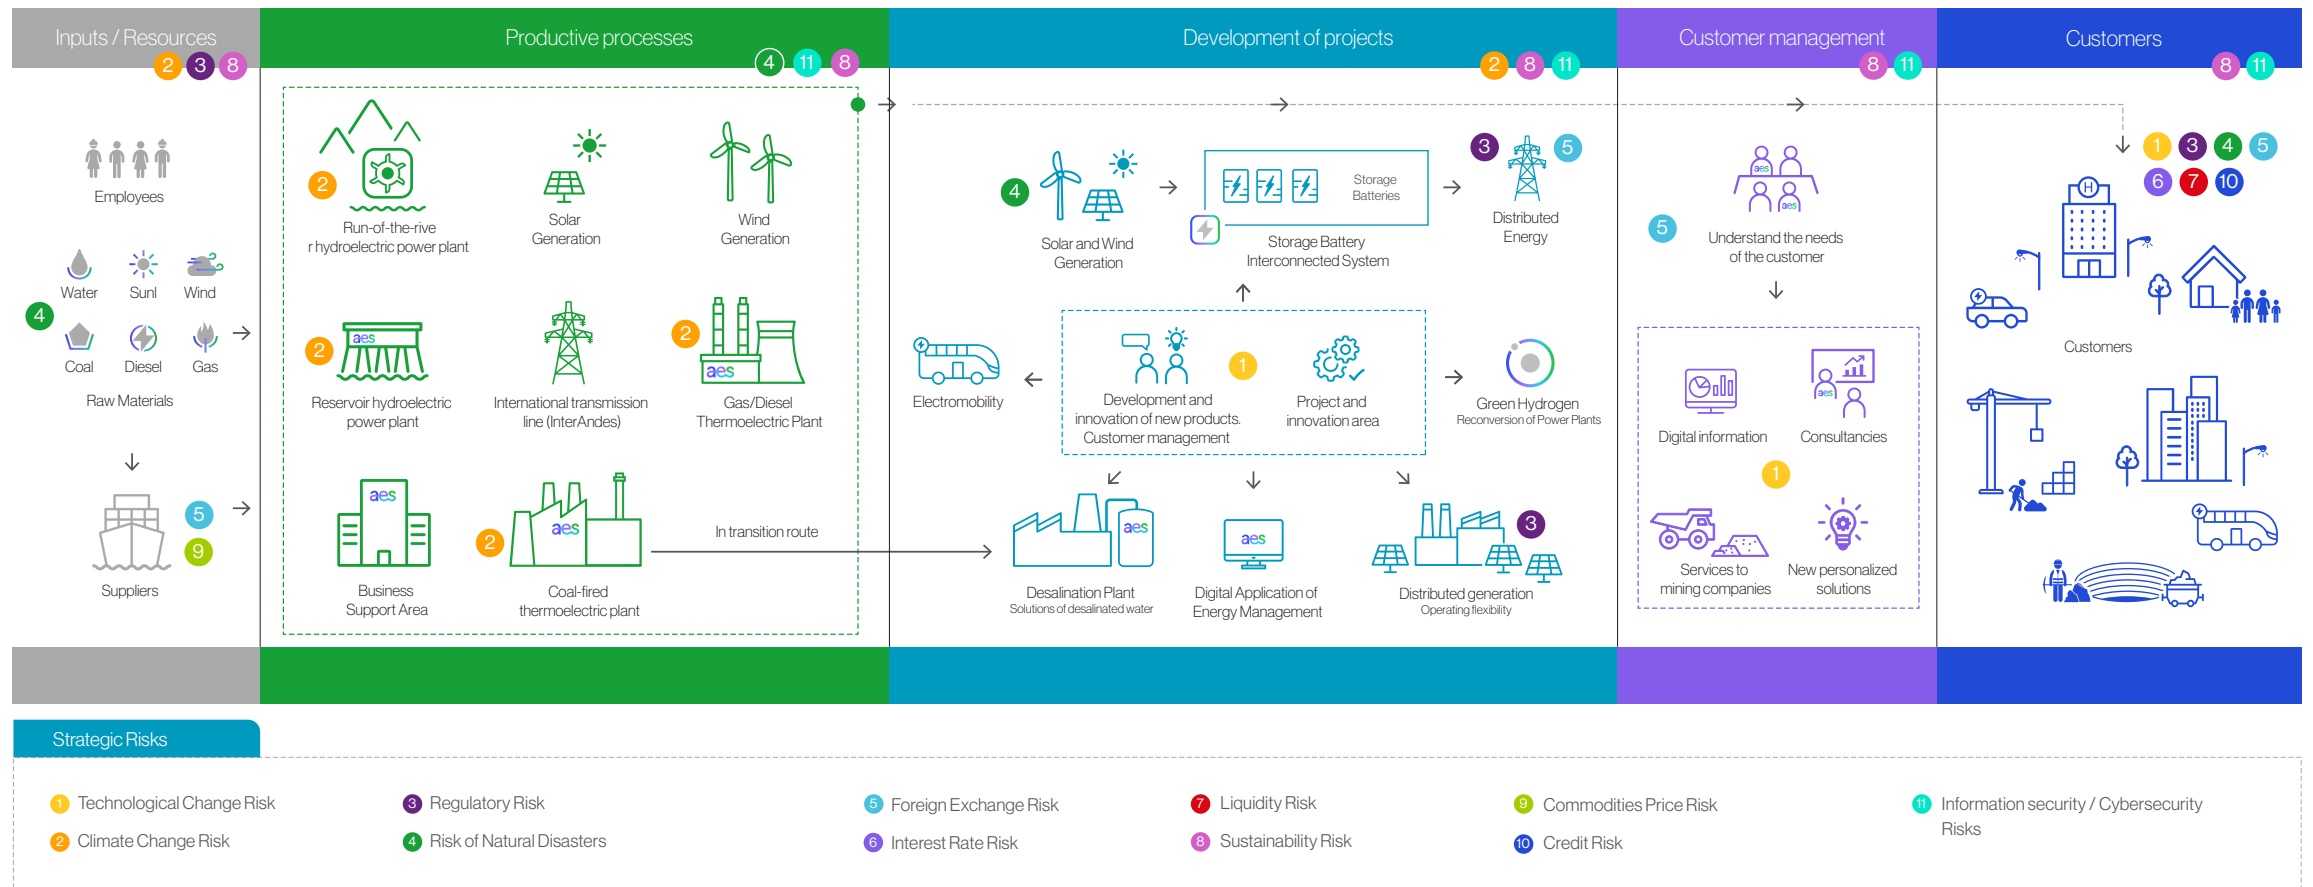 Inputs / Resources
2 3 8
Productive processes
4 11 8
Development of projects
2 8 11
Customer management
8 11
Customers
8 11
Employees
Water
Sunl
Wind
4
Coal
Diesel
Gas
Raw Materials
5
9
Suppliers
2
Run-of-the-rive
r hydroelectric power plant
Solar
Generation
Wind
Generation
2
aes
Reservoir hydroelectric
power plant
International transmission
line (InterAndes)
2
aes
Gas/Diesel
Thermoelectric Plant
aes
Business
Support Area
2
aes
Coal-fired
thermoelectric plant
In transition route
4
Solar and Wind
Generation
Storage
Batteries
Storage Battery
Interconnected System
3
5
Distributed
Energy
Electromobility
Development and
innovation of new products.
Customer management
1
Project and
innovation area
Green Hydrogen
Reconversion of Power Plants
aes
Desalination Plant
Solutions of desalinated water
aes
Digital Application of
Energy Management
3
Distributed generation
Operating flexibility
aes
aes
5
Understand the needs
of the customer
Digital information
aes
Consultancies
1
Services to
mining companies
New personalized
solutions
1 3 4 5
6 7 10
H
Customers
Strategic Risks
1 Technological Change Risk
2 Climate Change Risk
3 Regulatory Risk
4 Risk of Natural Disasters
5 Foreign Exchange Risk
6 Interest Rate Risk
7 Liquidity Risk
8 Sustainability Risk
9 Commodities Price Risk
10 Credit Risk
11 Information security / Cybersecurity
Risks